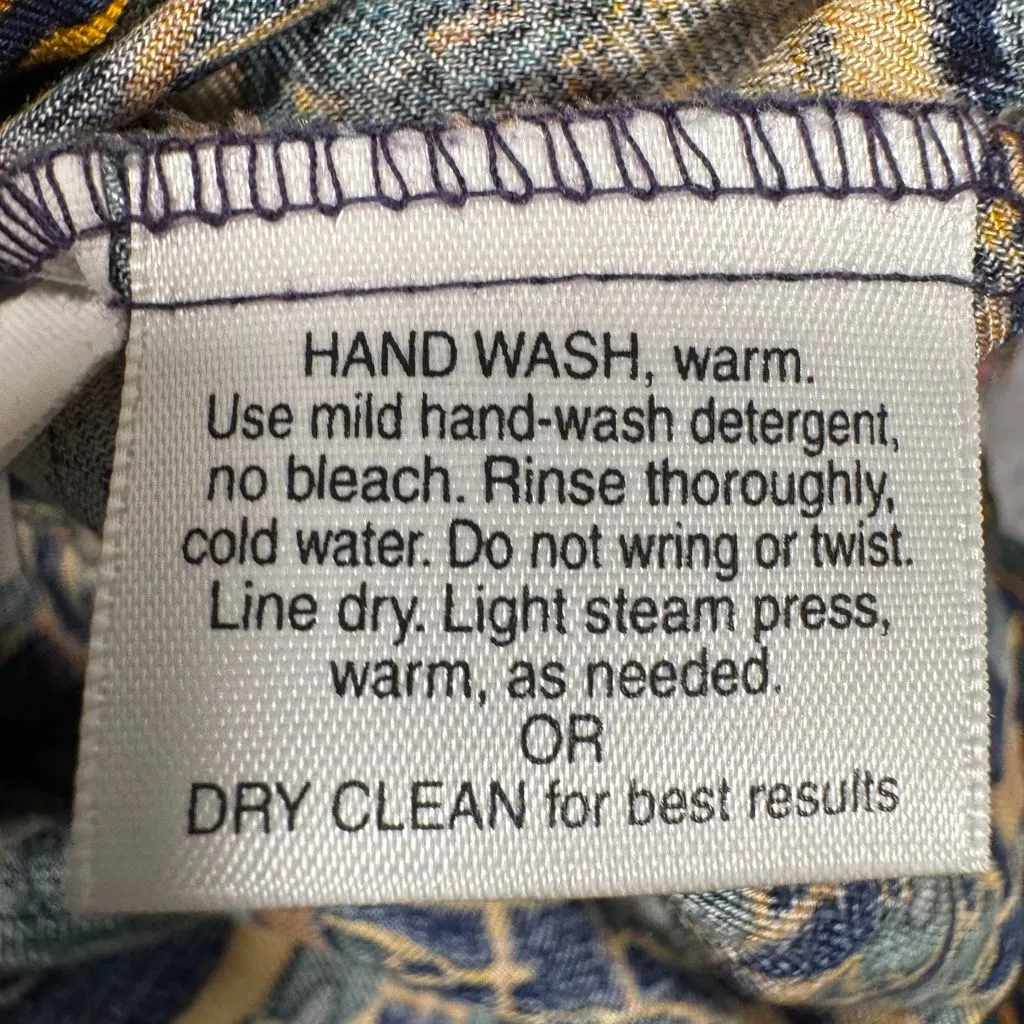 HAND WASH, warm.
Use mild hand-wash detergent,
no bleach. Rinse thoroughly,
cold water. Do not wring or twist.
Line dry. Light steam press,
warm, as needed.
OR
DRY CLEAN for best results